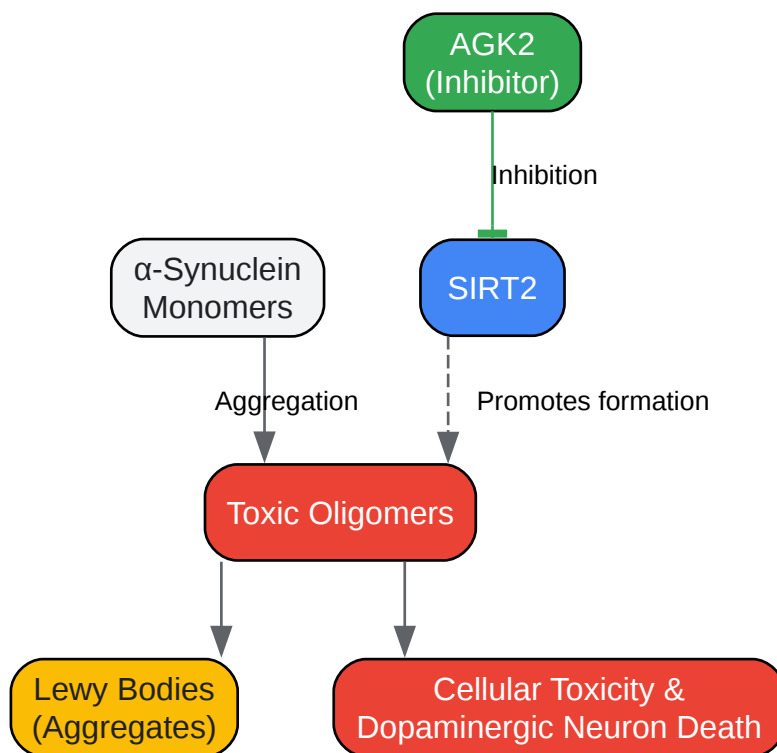 AGK2
(Inhibitor)
Inhibition
α-Synuclein
Monomers
SIRT2
Aggregation
Promotes formation
Toxic Oligomers
Lewy Bodies
(Aggregates)
Cellular Toxicity &
Dopaminergic Neuron Death